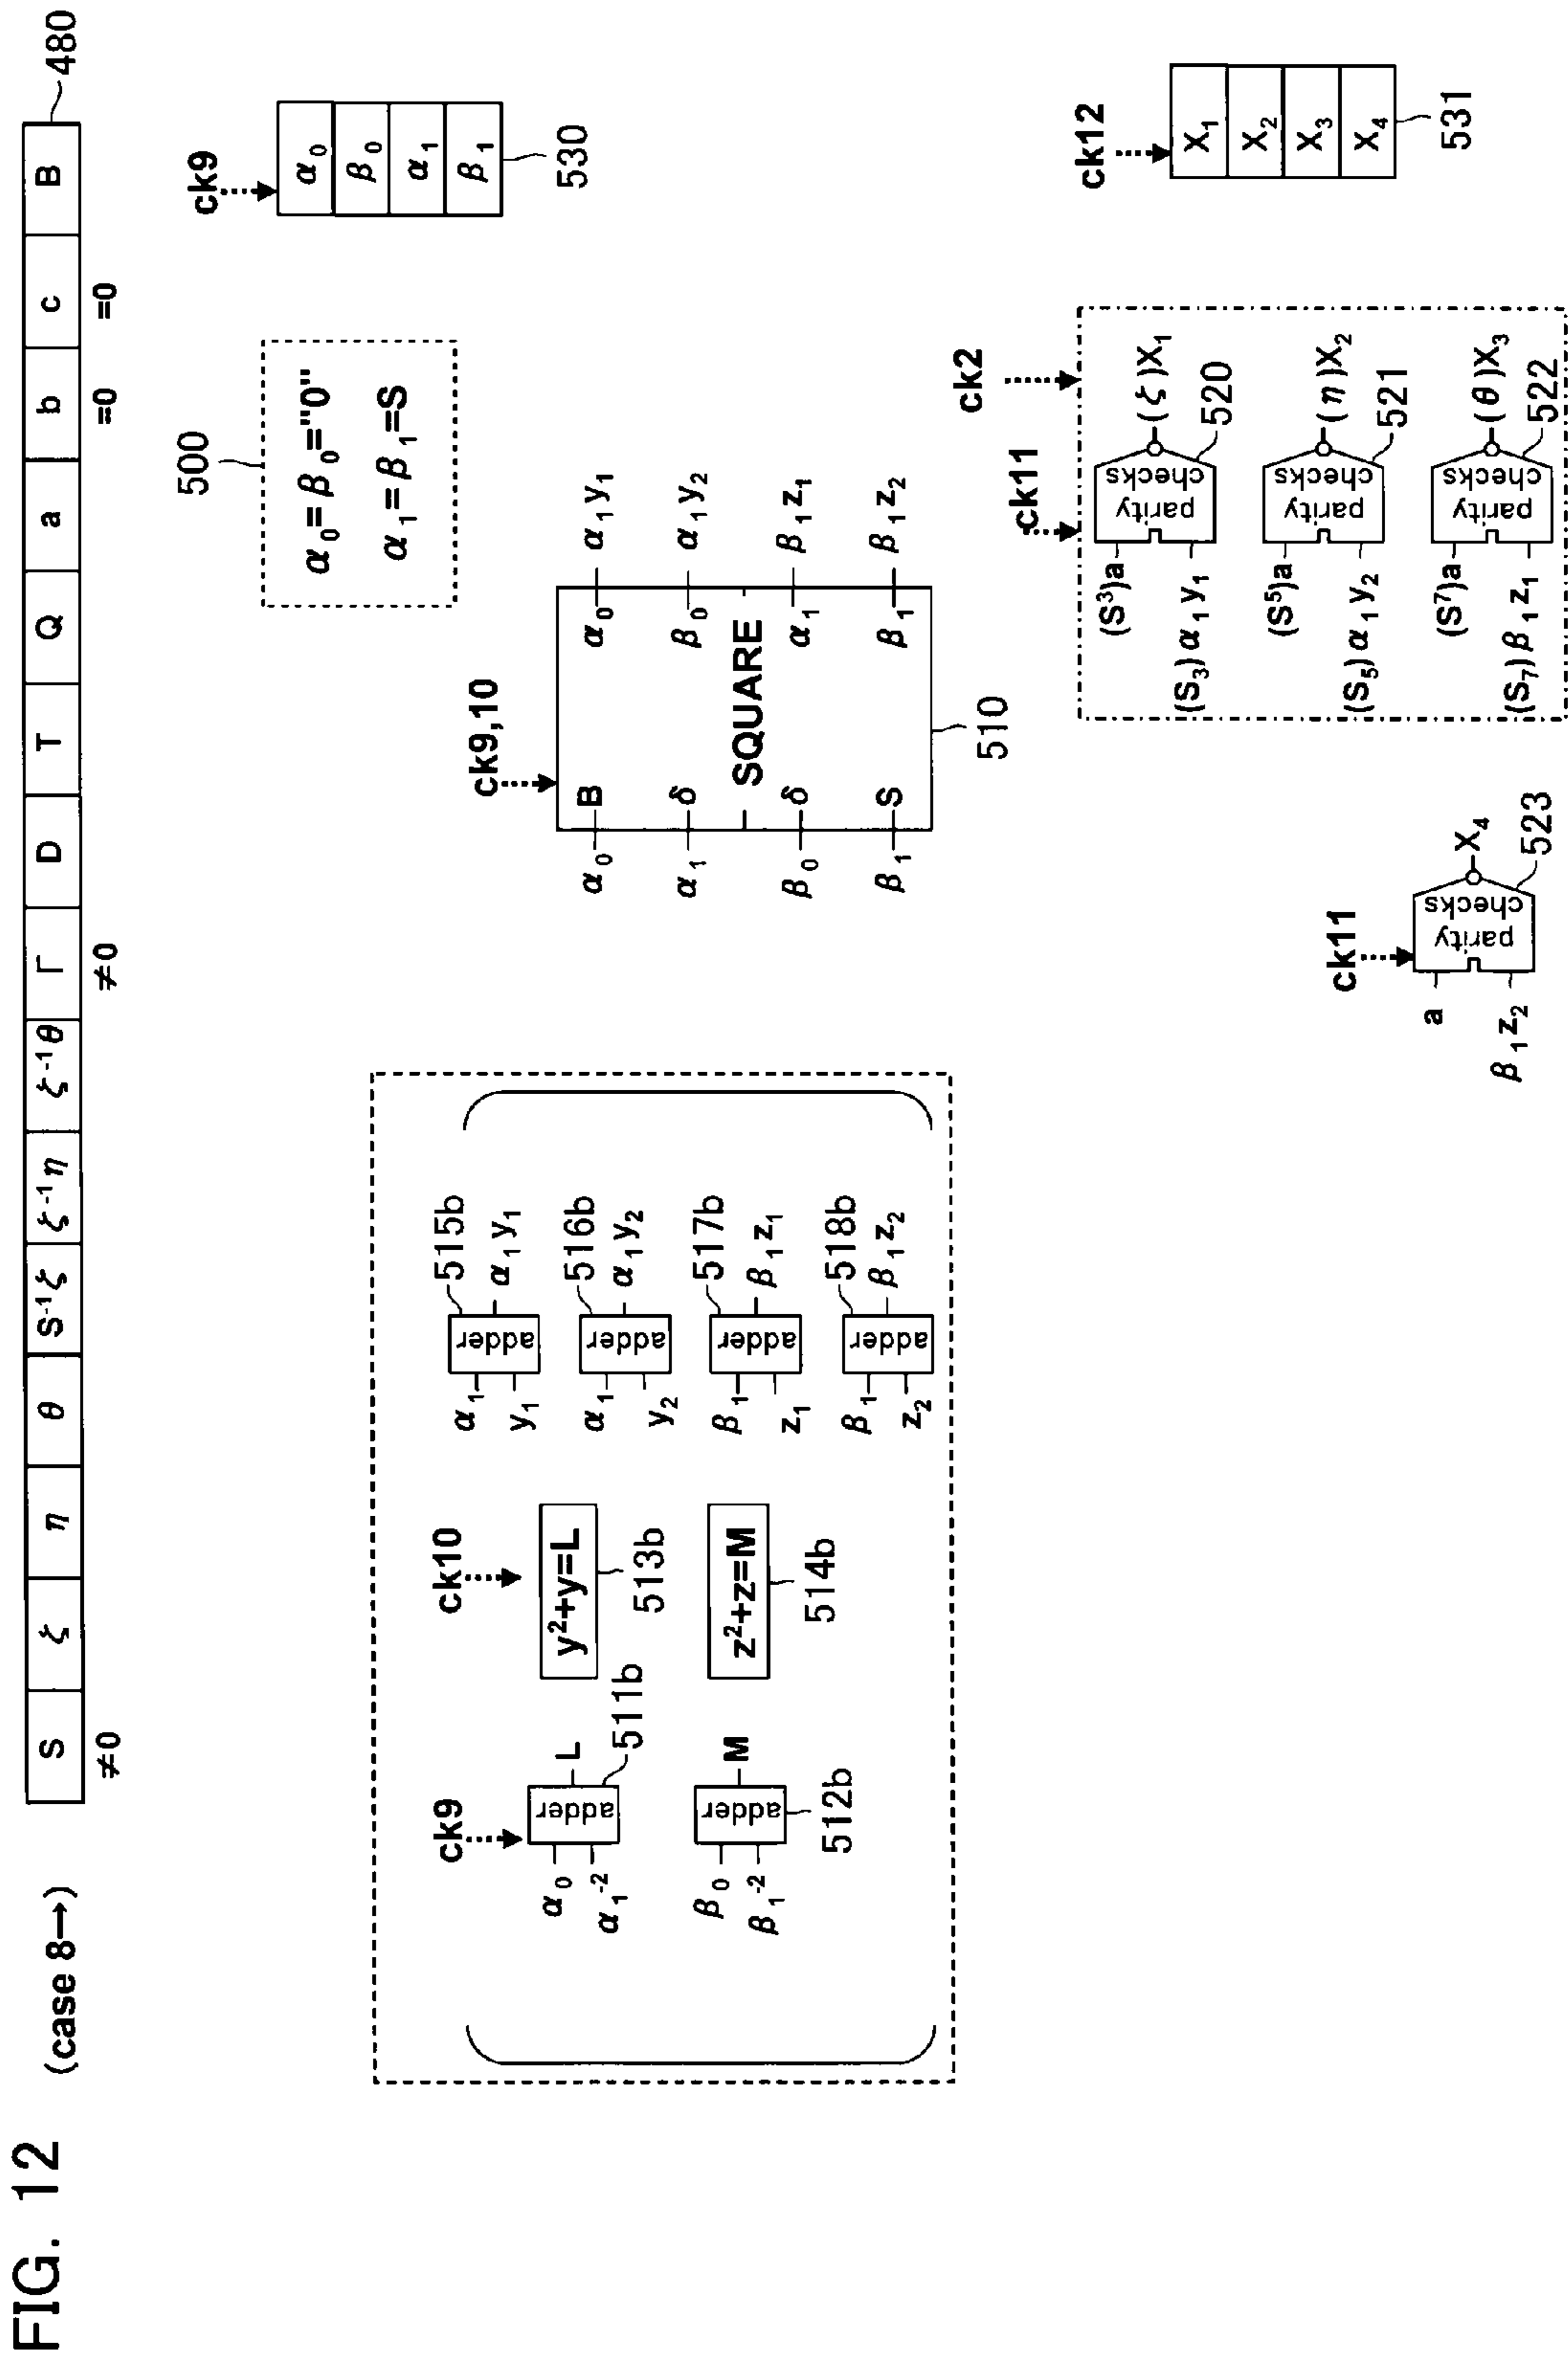 FIG. 12
(case 8→)
S ζ η θ S⁻¹ζ ζ⁻¹η ζ⁻¹θ Γ D T Q a b c B
480
≠0 ≠0 =0 =0
500
α₀=β₀="0"
α₁=β₁=S
ck9
α₀
β₀
α₁
β₁
530
ck9
α₀
α₁⁻²
adder
L
511b
β₀
β₁⁻²
adder
M
512b
ck10
y²+y=L
513b
z²+z=M
514b
515b
α₁
y₁
adder
α₁y₁
516b
α₁
y₂
adder
α₁y₂
517b
β₁
z₁
adder
β₁z₁
518b
β₁
z₂
adder
β₁z₂
ck9,10
α₀ B α₀ α₁y₁
α₁ δ β₀ α₁y₂
SQUARE
β₀ δ α₁ β₁z₁
β₁ S β₁ β₁z₂
510
ck11
ck2
(S³)a
(S₃)α₁y₁
parity
checks
(ζ)X₁
520
(S⁵)a
(S₅)α₁y₂
parity
checks
(η)X₂
521
(S⁷)a
(S₇)β₁z₁
parity
checks
(θ)X₃
522
ck11
a
β₁z₂
parity
checks
X₄
523
ck12
X₁
X₂
X₃
X₄
531